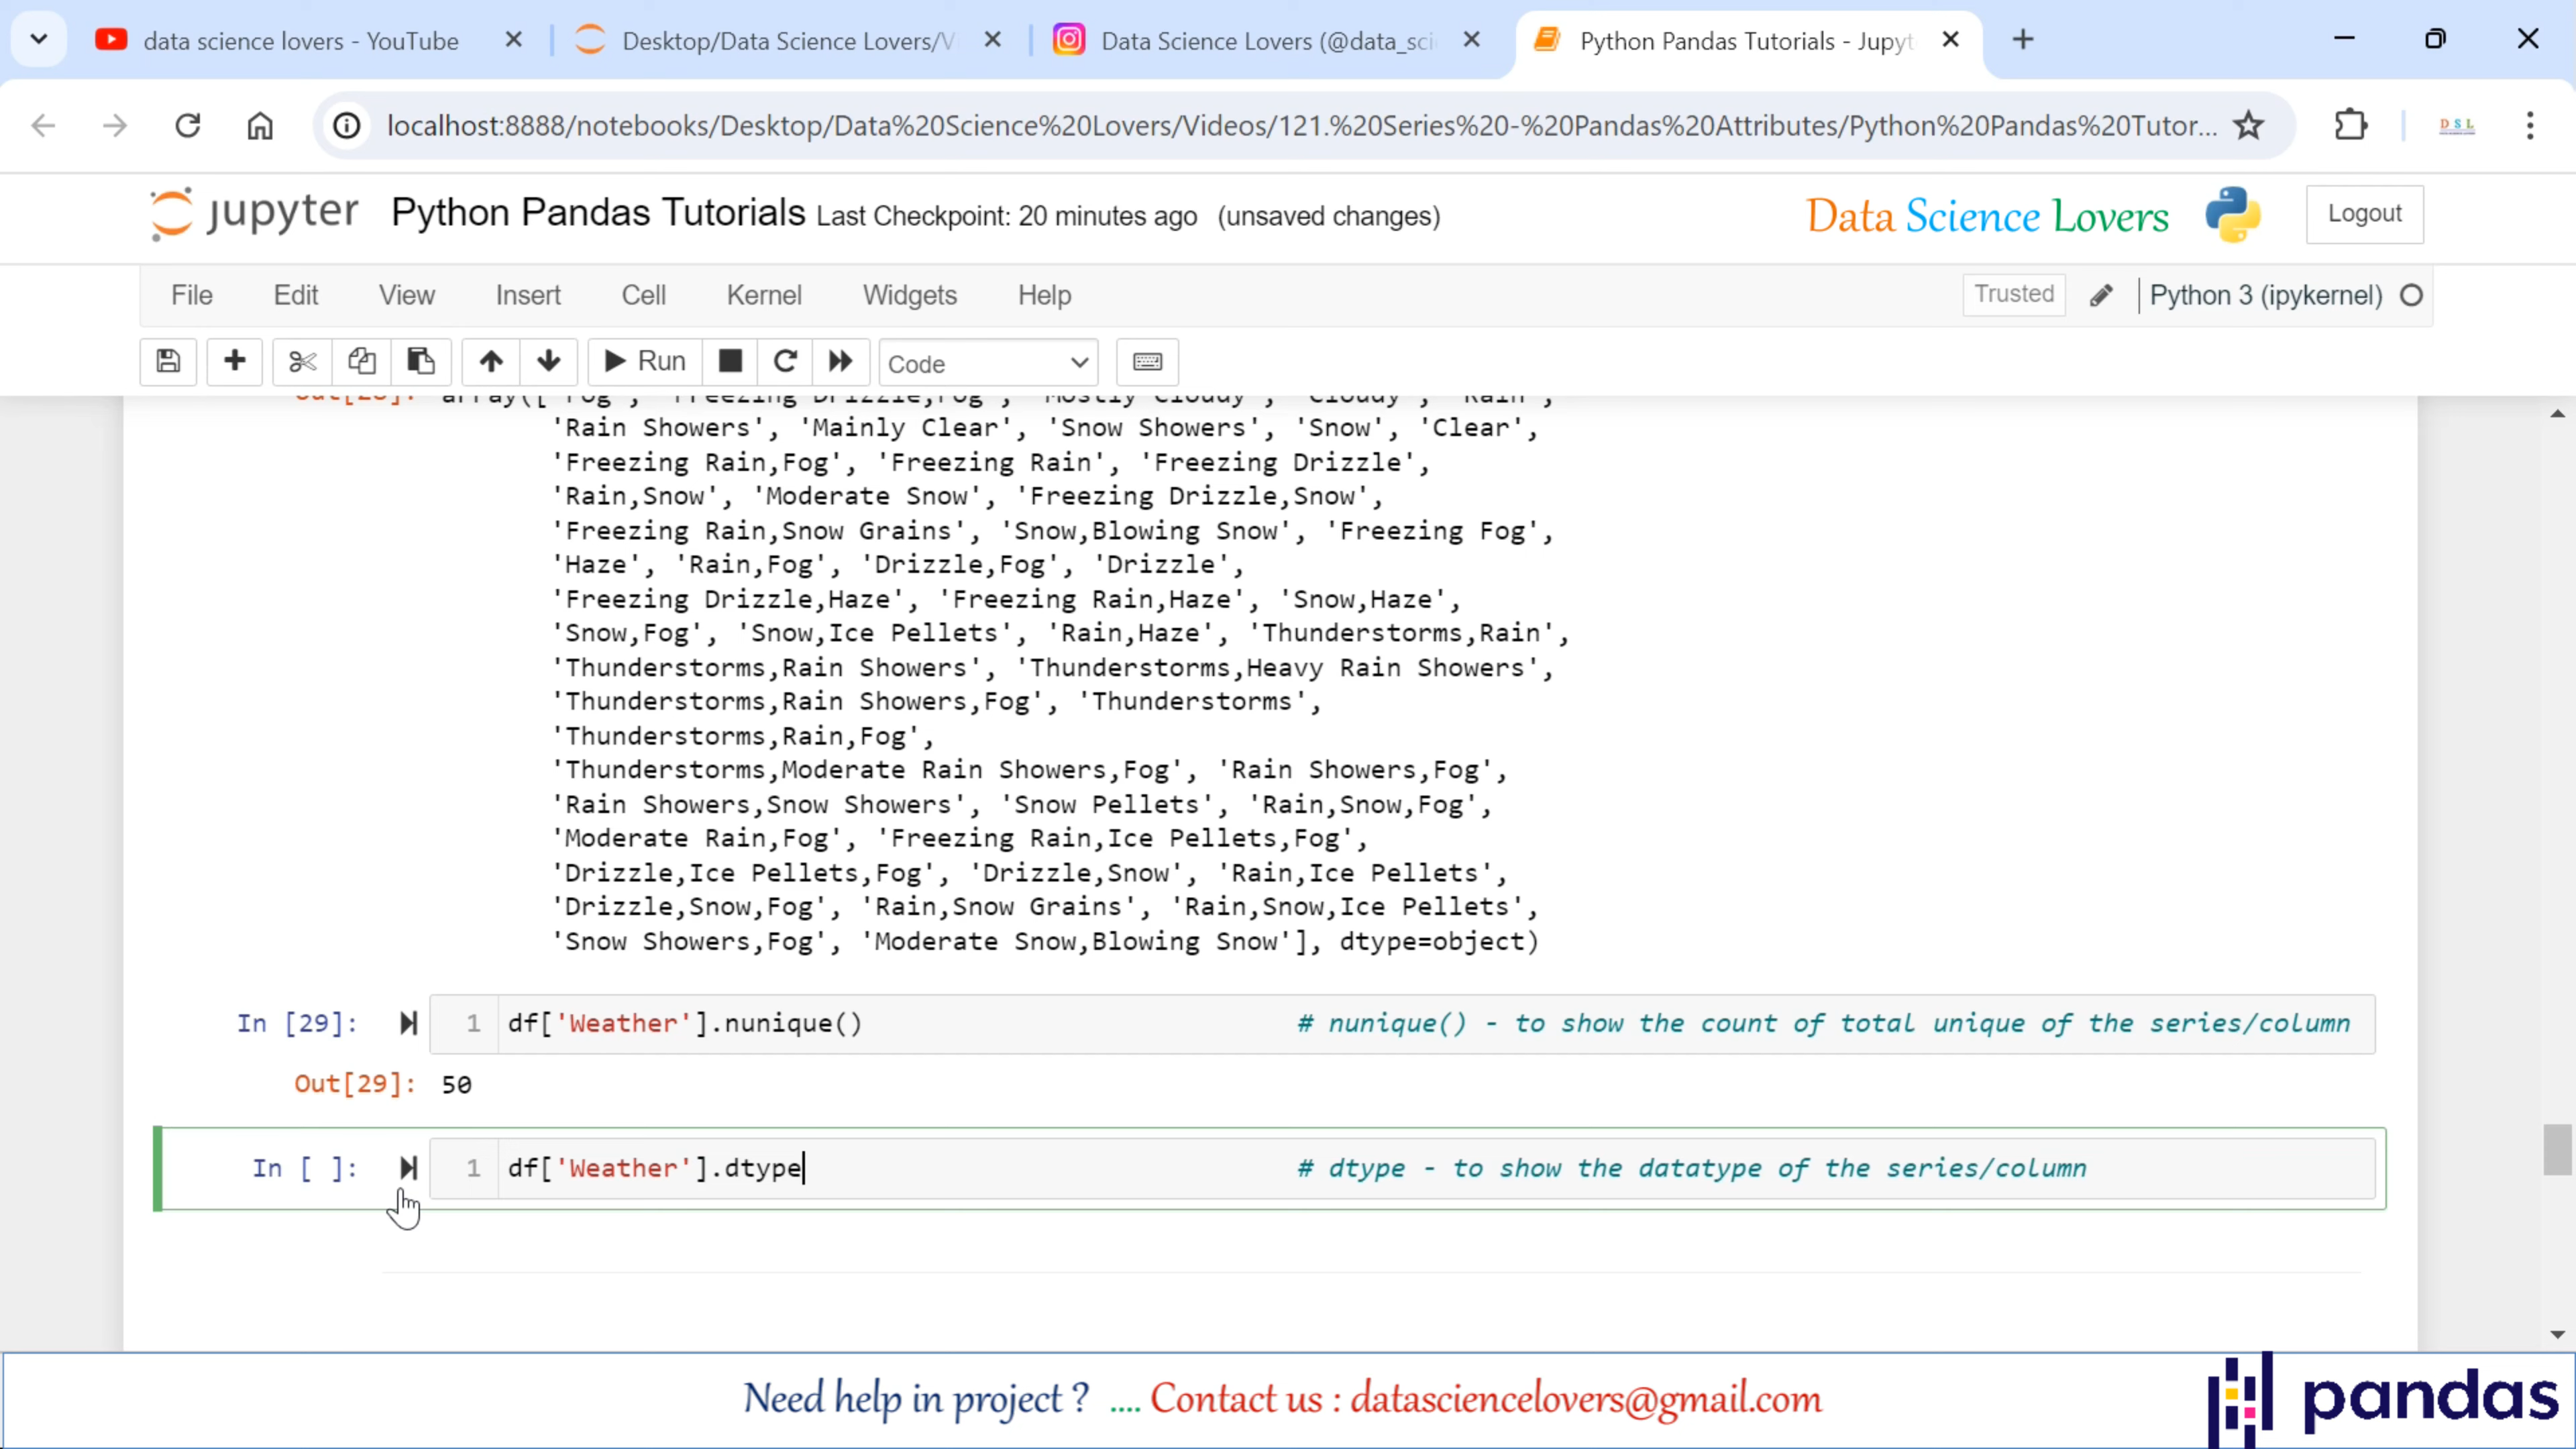 data science lovers - YouTube
Desktop/Data Science Lovers/V
Data Science Lovers (@data_sci
Python Pandas Tutorials - Jupyt
localhost:8888/notebooks/Desktop/Data%20Science%20Lovers/Videos/121.%20Series%20-%20Pandas%20Attributes/Python%20Pandas%20Tutor...
D S L
jupyter Python Pandas Tutorials Last Checkpoint: 20 minutes ago (unsaved changes)
Data Science Lovers
Logout
File Edit View Insert Cell Kernel Widgets Help
Trusted
Python 3 (ipykernel)
Run
Code
Out[28]: array(['Fog', 'Freezing Drizzle,Fog', 'Mostly Cloudy', 'Cloudy', 'Rain',
'Rain Showers', 'Mainly Clear', 'Snow Showers', 'Snow', 'Clear',
'Freezing Rain,Fog', 'Freezing Rain', 'Freezing Drizzle',
'Rain,Snow', 'Moderate Snow', 'Freezing Drizzle,Snow',
'Freezing Rain,Snow Grains', 'Snow,Blowing Snow', 'Freezing Fog',
'Haze', 'Rain,Fog', 'Drizzle,Fog', 'Drizzle',
'Freezing Drizzle,Haze', 'Freezing Rain,Haze', 'Snow,Haze',
'Snow,Fog', 'Snow,Ice Pellets', 'Rain,Haze', 'Thunderstorms,Rain',
'Thunderstorms,Rain Showers', 'Thunderstorms,Heavy Rain Showers',
'Thunderstorms,Rain Showers,Fog', 'Thunderstorms',
'Thunderstorms,Rain,Fog',
'Thunderstorms,Moderate Rain Showers,Fog', 'Rain Showers,Fog',
'Rain Showers,Snow Showers', 'Snow Pellets', 'Rain,Snow,Fog',
'Moderate Rain,Fog', 'Freezing Rain,Ice Pellets,Fog',
'Drizzle,Ice Pellets,Fog', 'Drizzle,Snow', 'Rain,Ice Pellets',
'Drizzle,Snow,Fog', 'Rain,Snow Grains', 'Rain,Snow,Ice Pellets',
'Snow Showers,Fog', 'Moderate Snow,Blowing Snow'], dtype=object)
In [29]: 1 df['Weather'].nunique() # nunique() - to show the count of total unique of the series/column
Out[29]: 50
In [ ]: 1 df['Weather'].dtype # dtype - to show the datatype of the series/column
Need help in project ? .... Contact us : datasciencelovers@gmail.com
pandas